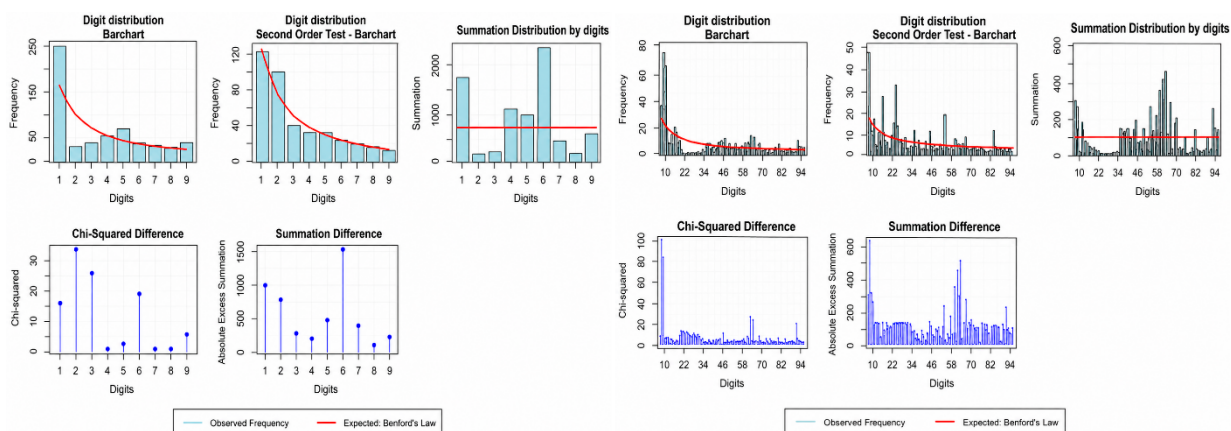 Digit distribution
Barchart
Frequency
250
150
50
0
1 2 3 4 5 6 7 8 9
Digits
Digit distribution
Second Order Test - Barchart
Frequency
120
80
40
0
1 2 3 4 5 6 7 8 9
Digits
Summation Distribution by digits
Summation
2000
1000
0
1 2 3 4 5 6 7 8 9
Digits
Chi-Squared Difference
Chi-squared
30
20
10
0
1 2 3 4 5 6 7 8 9
Digits
Summation Difference
Absolute Excess Summation
1500
1000
500
0
1 2 3 4 5 6 7 8 9
Digits
Observed Frequency
Expected: Benford's Law
Digit distribution
Barchart
Frequency
80
60
40
20
0
10 22 34 46 58 70 82 94
Digits
Digit distribution
Second Order Test - Barchart
Frequency
50
40
30
20
10
0
10 22 34 46 58 70 82 94
Digits
Summation Distribution by digits
Summation
600
500
400
300
200
100
0
10 22 34 46 58 70 82 94
Digits
Chi-Squared Difference
Chi-squared
100
80
60
40
20
0
10 22 34 46 58 70 82 94
Digits
Summation Difference
Absolute Excess Summation
600
400
200
0
10 22 34 46 58 70 82 94
Digits
Observed Frequency
Expected: Benford's Law